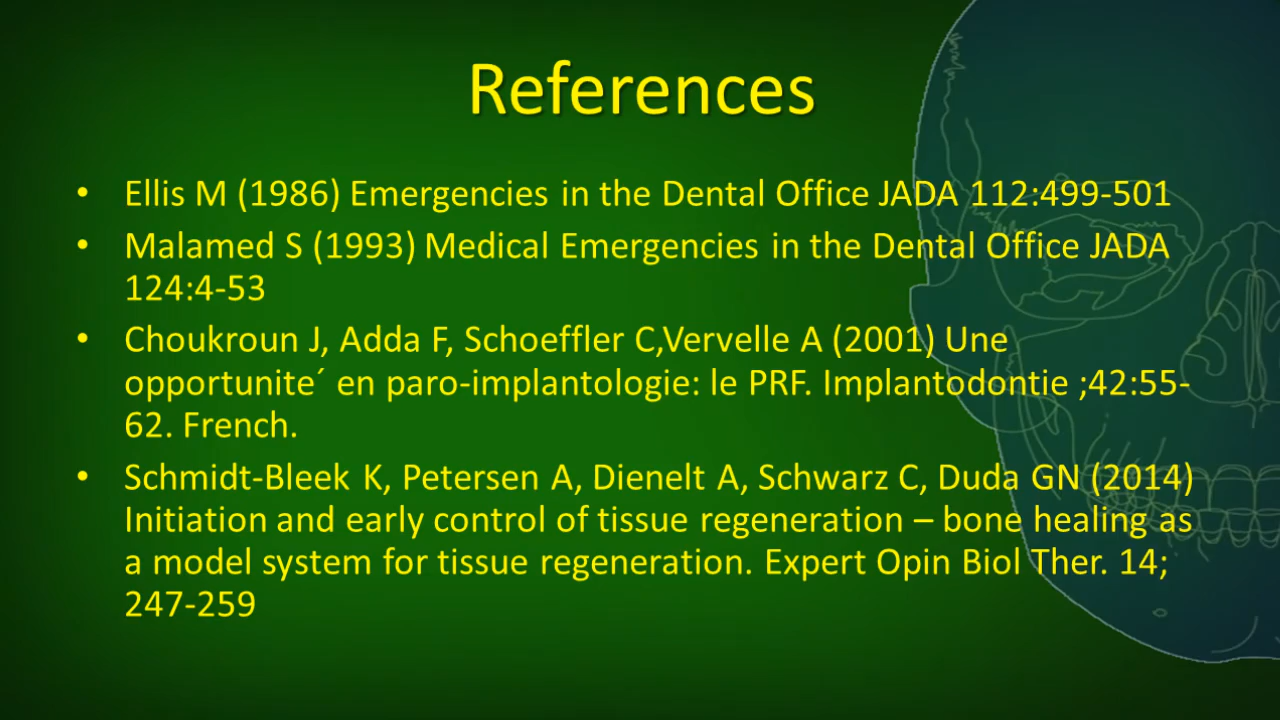 References
• Ellis M (1986) Emergencies in the Dental Office JADA 112:499-501
• Malamed S (1993) Medical Emergencies in the Dental Office JADA
124:4-53
• Choukroun J, Adda F, Schoeffler C,Vervelle A (2001) Une
opportunite´ en paro-implantologie: le PRF. Implantodontie ;42:55-
62. French.
• Schmidt-Bleek K, Petersen A, Dienelt A, Schwarz C, Duda GN (2014)
Initiation and early control of tissue regeneration – bone healing as
a model system for tissue regeneration. Expert Opin Biol Ther. 14;
247-259